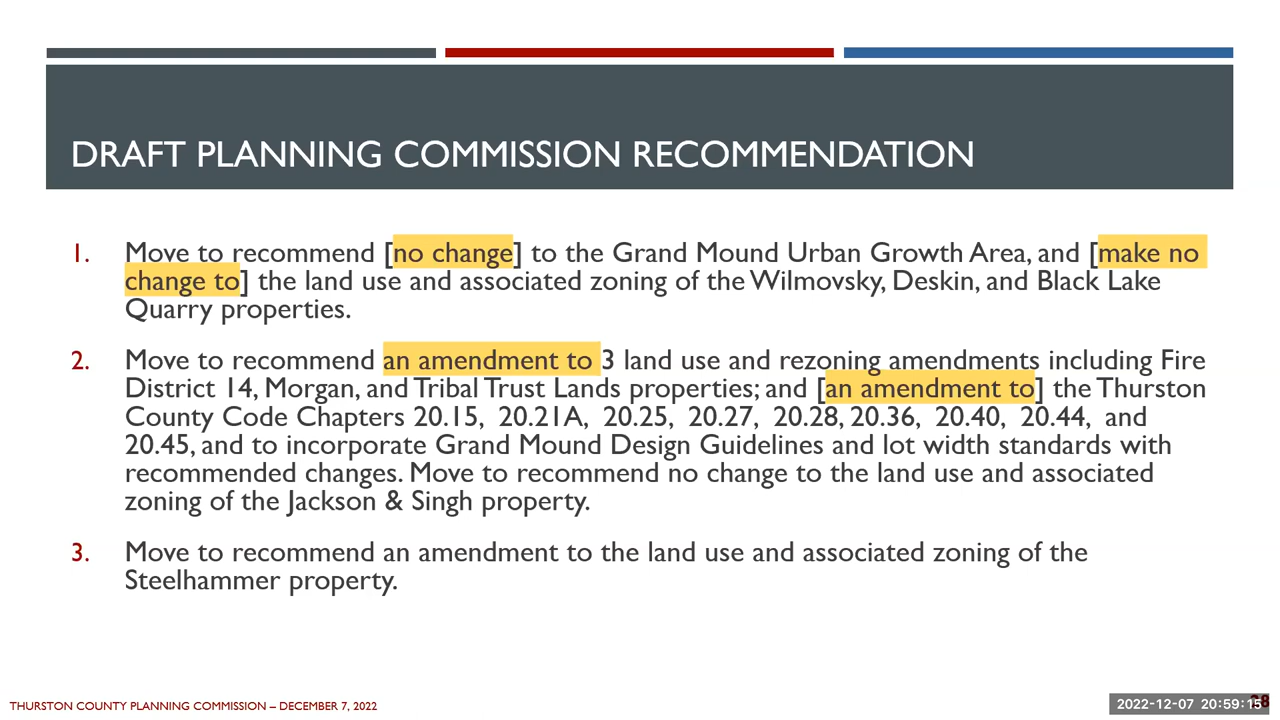 DRAFT PLANNING COMMISSION RECOMMENDATION
1. Move to recommend [no change] to the Grand Mound Urban Growth Area, and [make no
change to] the land use and associated zoning of the Wilmovsky, Deskin, and Black Lake
Quarry properties.
2. Move to recommend an amendment to 3 land use and rezoning amendments including Fire
District 14, Morgan, and Tribal Trust Lands properties; and [an amendment to] the Thurston
County Code Chapters 20.15, 20.21A, 20.25, 20.27, 20.28, 20.36, 20.40, 20.44, and
20.45, and to incorporate Grand Mound Design Guidelines and lot width standards with
recommended changes. Move to recommend no change to the land use and associated
zoning of the Jackson & Singh property.
3. Move to recommend an amendment to the land use and associated zoning of the
Steelhammer property.
THURSTON COUNTY PLANNING COMMISSION – DECEMBER 7, 2022
2022-12-07 20:59:15